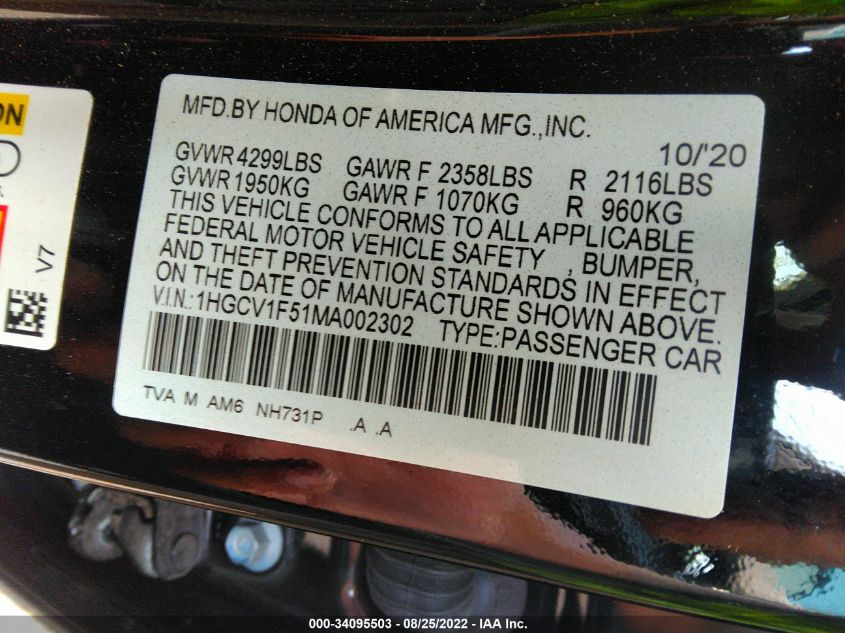 ON
V7
MFD.BY HONDA OF AMERICA MFG.,INC.
10/'20
GVWR 4299LBS GAWR F 2358LBS R 2116LBS
GVWR 1950KG GAWR F 1070KG R 960KG
THIS VEHICLE CONFORMS TO ALL APPLICABLE
FEDERAL MOTOR VEHICLE SAFETY , BUMPER,
AND THEFT PREVENTION STANDARDS IN EFFECT
ON THE DATE OF MANUFACTURE SHOWN ABOVE.
V.I.N.:1HGCV1F51MA002302 TYPE:PASSENGER CAR
TVA M AM6 NH731P .A .A
000-34095503 - 08/25/2022 - IAA Inc.